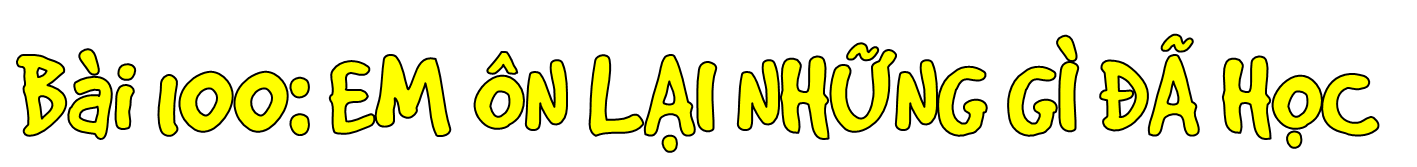 Bài 100: EM ÔN LẠI NHỮNG GÌ ĐÃ HỌC